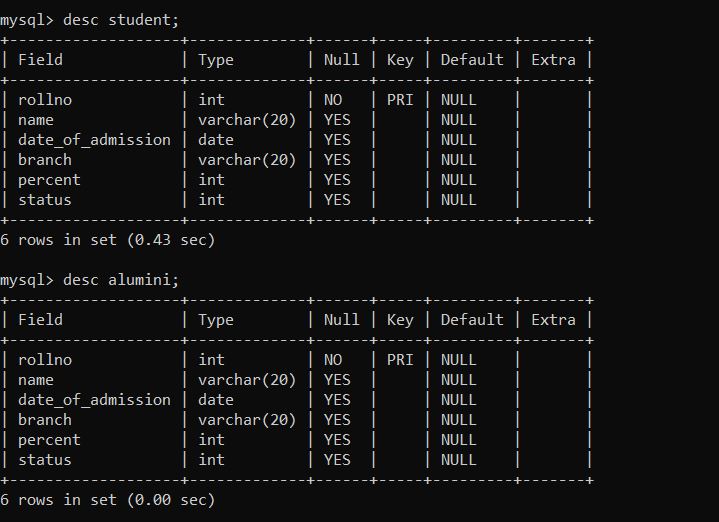 mysql> desc student;
+-------------------+-------------+------+-----+---------+-------+
| Field             | Type        | Null | Key | Default | Extra |
+-------------------+-------------+------+-----+---------+-------+
| rollno            | int         | NO   | PRI | NULL    |       |
| name              | varchar(20) | YES  |     | NULL    |       |
| date_of_admission | date        | YES  |     | NULL    |       |
| branch            | varchar(20) | YES  |     | NULL    |       |
| percent           | int         | YES  |     | NULL    |       |
| status            | int         | YES  |     | NULL    |       |
+-------------------+-------------+------+-----+---------+-------+
6 rows in set (0.43 sec)

mysql> desc alumini;
+-------------------+-------------+------+-----+---------+-------+
| Field             | Type        | Null | Key | Default | Extra |
+-------------------+-------------+------+-----+---------+-------+
| rollno            | int         | NO   | PRI | NULL    |       |
| name              | varchar(20) | YES  |     | NULL    |       |
| date_of_admission | date        | YES  |     | NULL    |       |
| branch            | varchar(20) | YES  |     | NULL    |       |
| percent           | int         | YES  |     | NULL    |       |
| status            | int         | YES  |     | NULL    |       |
+-------------------+-------------+------+-----+---------+-------+
6 rows in set (0.00 sec)